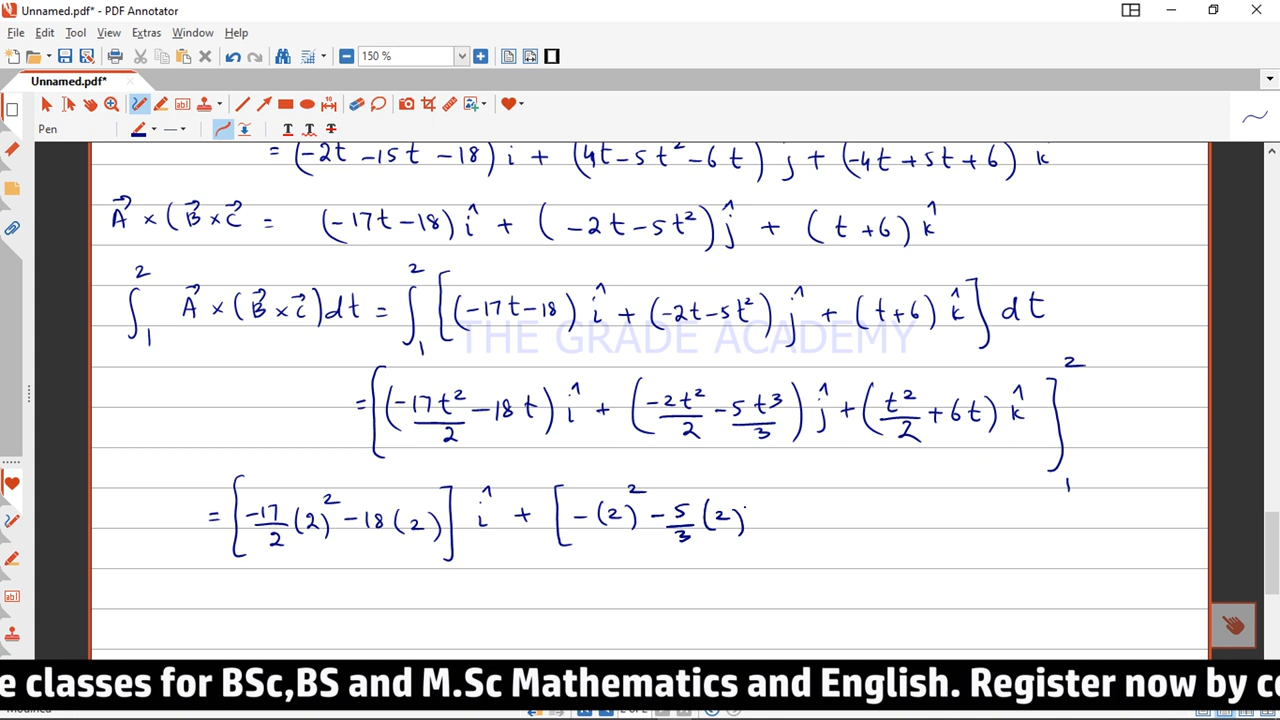 Unnamed.pdf* - PDF Annotator
File Edit Tool View Extras Window Help
150 %
Unnamed.pdf*
Pen
= (-2t -15t -18) i + (4t-5t²-6t) j + (-4t+5t+6) k
A⃗ × (B⃗ × C⃗ = (-17t-18) î + (-2t-5t²) ĵ + (t+6) k̂
∫₁² A⃗ × (B⃗ × C⃗) dt = ∫₁² [(-17t-18) î + (-2t-5t²) ĵ + (t+6) k̂] dt
THE GRADE ACADEMY
= [(-17t²/2 - 18t) î + (-2t²/2 - 5t³/3) ĵ + (t²/2 + 6t) k̂]₁²
= [-17/2 (2)² - 18(2)] î + [-(2)² - 5/3 (2)
e classes for BSc,BS and M.Sc Mathematics and English. Register now by co